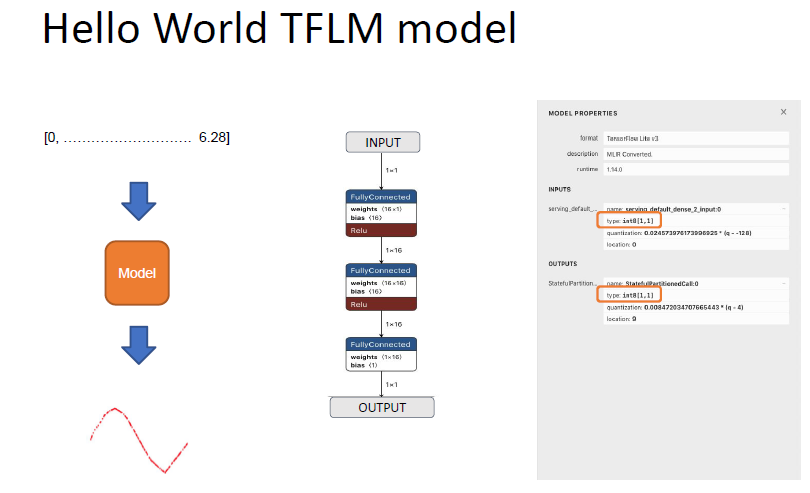 Hello World TFLM model
[0, ………………………… 6.28]
Model
INPUT
1×1
FullyConnected
weights (16×1)
bias (16)
Relu
1×16
FullyConnected
weights (16×16)
bias (16)
Relu
1×16
FullyConnected
weights (1×16)
bias (1)
1×1
OUTPUT
MODEL PROPERTIES ×
format TensorFlow Lite v3
description MLIR Converted.
runtime 1.14.0
INPUTS
serving_default_... name: serving_default_dense_2_input:0 -
type: int8[1,1]
quantization: 0.024573976173996925 * (q - -128)
location: 0
OUTPUTS
StatefulPartition... name: StatefulPartitionedCall:0 -
type: int8[1,1]
quantization: 0.008472034707665443 * (q - 4)
location: 9